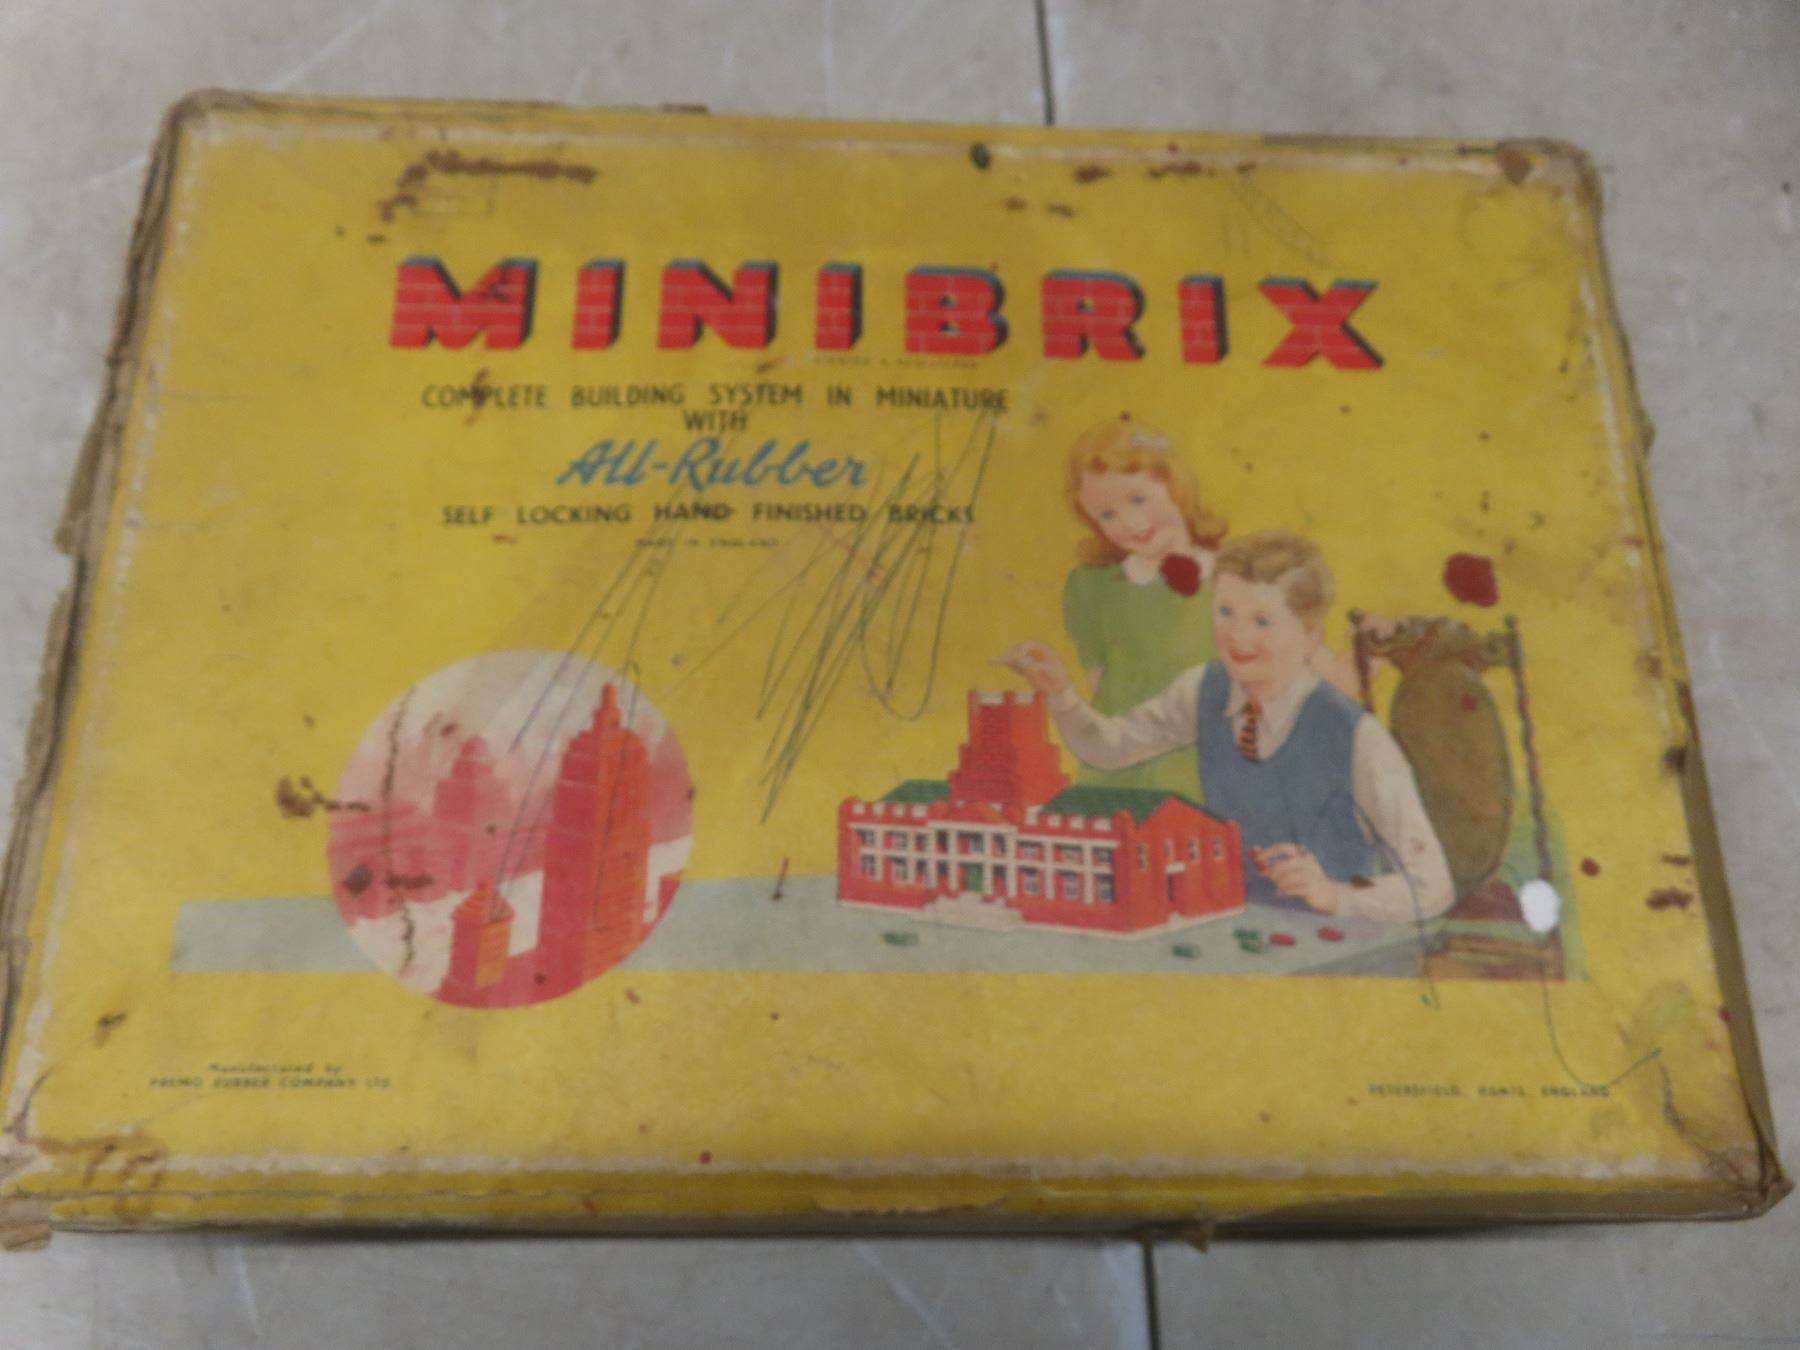 MINIBRIX
COMPLETE BUILDING SYSTEM IN MINIATURE
WITH
All-Rubber
SELF LOCKING HAND FINISHED BRICKS
MADE IN ENGLAND
Manufactured by
PREMO RUBBER COMPANY LTD.
PETERSFIELD, HANTS, ENGLAND